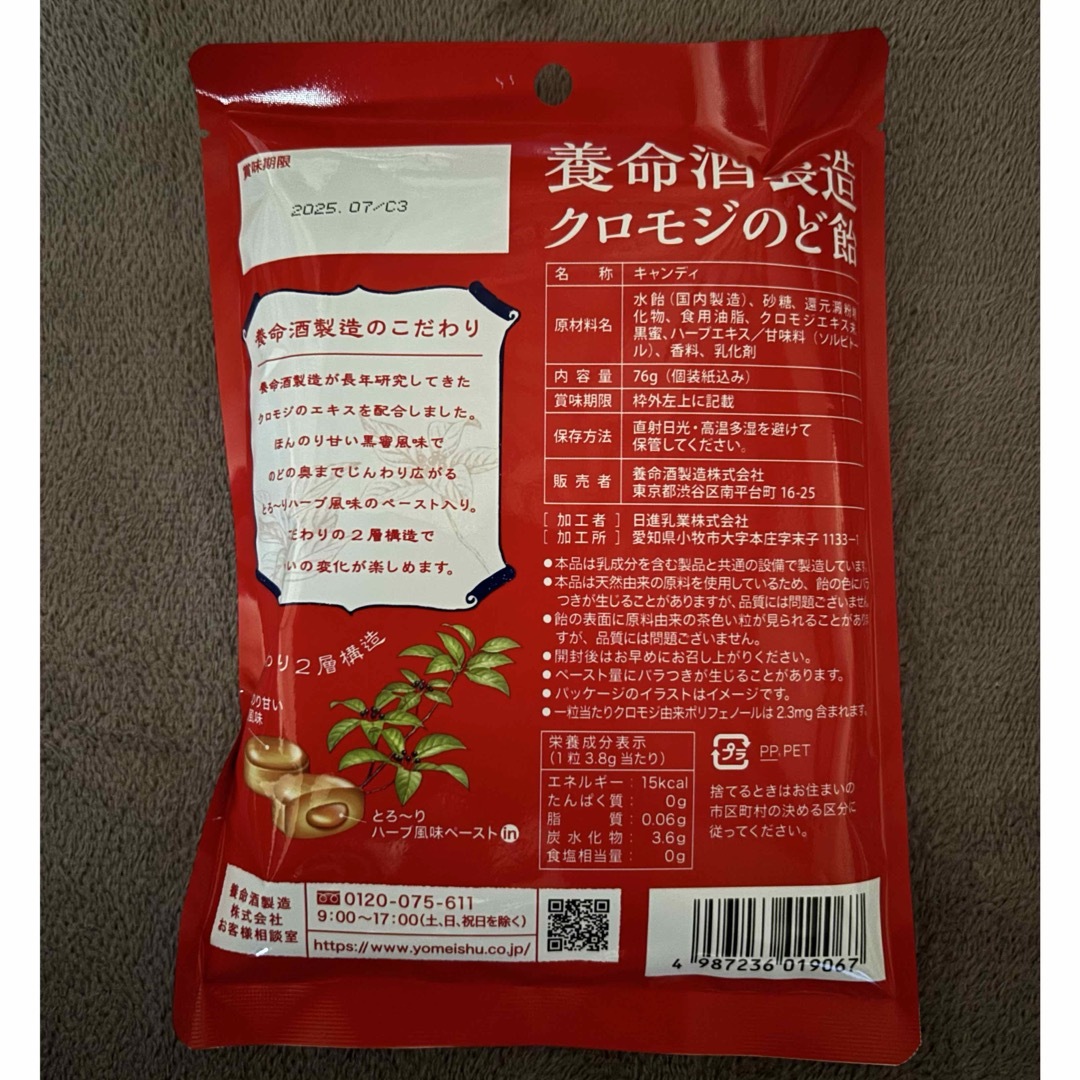 賞味期限
2025.07/C3
養命酒製造
クロモジのど飴
名称 キャンディ
原材料名 水飴（国内製造）、砂糖、還元澱粉糖
化物、食用油脂、クロモジエキス末、
黒蜜、ハーブエキス／甘味料（ソルビトー
ル）、香料、乳化剤
内容量 76g（個装紙込み）
賞味期限 枠外左上に記載
保存方法 直射日光・高温多湿を避けて
保管してください。
販売者 養命酒製造株式会社
東京都渋谷区南平台町16-25
[加工者] 日進乳業株式会社
[加工所] 愛知県小牧市大字本庄字末子1133-1
●本品は乳成分を含む製品と共通の設備で製造しています。
●本品は天然由来の原料を使用しているため、飴の色にバラ
つきが生じることがありますが、品質には問題ございません
●飴の表面に原料由来の茶色い粒が見られることがありま
すが、品質には問題ございません。
●開封後はお早めにお召し上がりください。
●ペースト量にバラつきが生じることがあります。
●パッケージのイラストはイメージです。
●一粒当たりクロモジ由来ポリフェノールは2.3mg含まれます。
養命酒製造のこだわり
養命酒製造が長年研究してきた
クロモジのエキスを配合しました。
ほんのり甘い黒蜜風味で
のどの奥までじんわり広がる
とろ〜りハーブ風味のペースト入り。
だわりの2層構造で
いの変化が楽しめます。
わり2層構造
のり甘い
風味
とろ〜り
ハーブ風味ペーストin
栄養成分表示
（1粒3.8g当たり）
エネルギー： 15kcal
たんぱく質： 0g
脂質： 0.06g
炭水化物： 3.6g
食塩相当量： 0g
プラ PP,PET
捨てるときはお住まいの
市区町村の決める区分に
従ってください。
養命酒製造
株式会社
お客様相談室
0120-075-611
9:00〜17:00（土、日、祝日を除く）
https://www.yomeishu.co.jp/
4 987236 019067